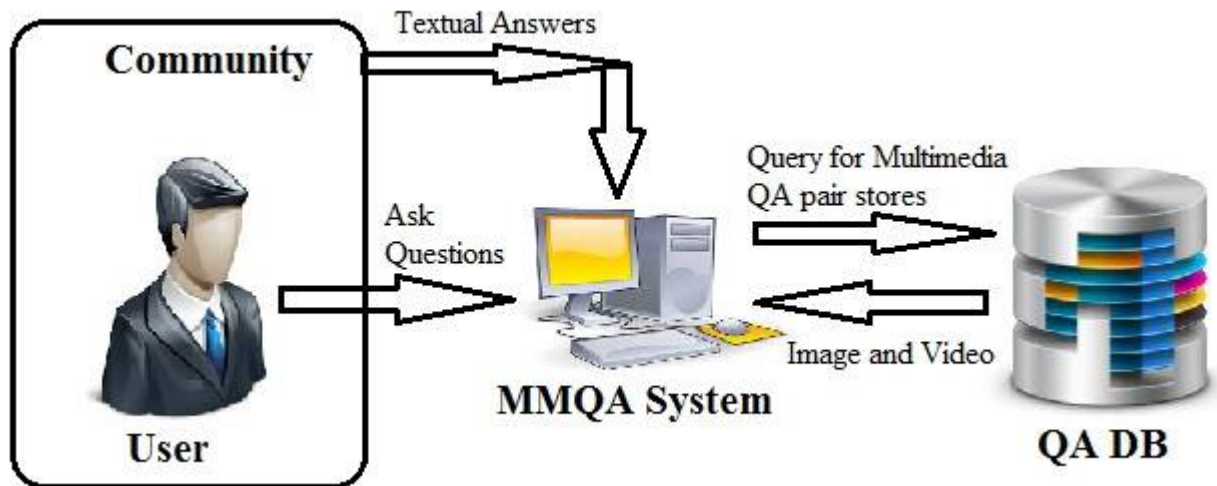 Textual Answers
Community
Ask
Questions
Query for Multimedia
QA pair stores
Image and Video
MMQA System
User
QA DB